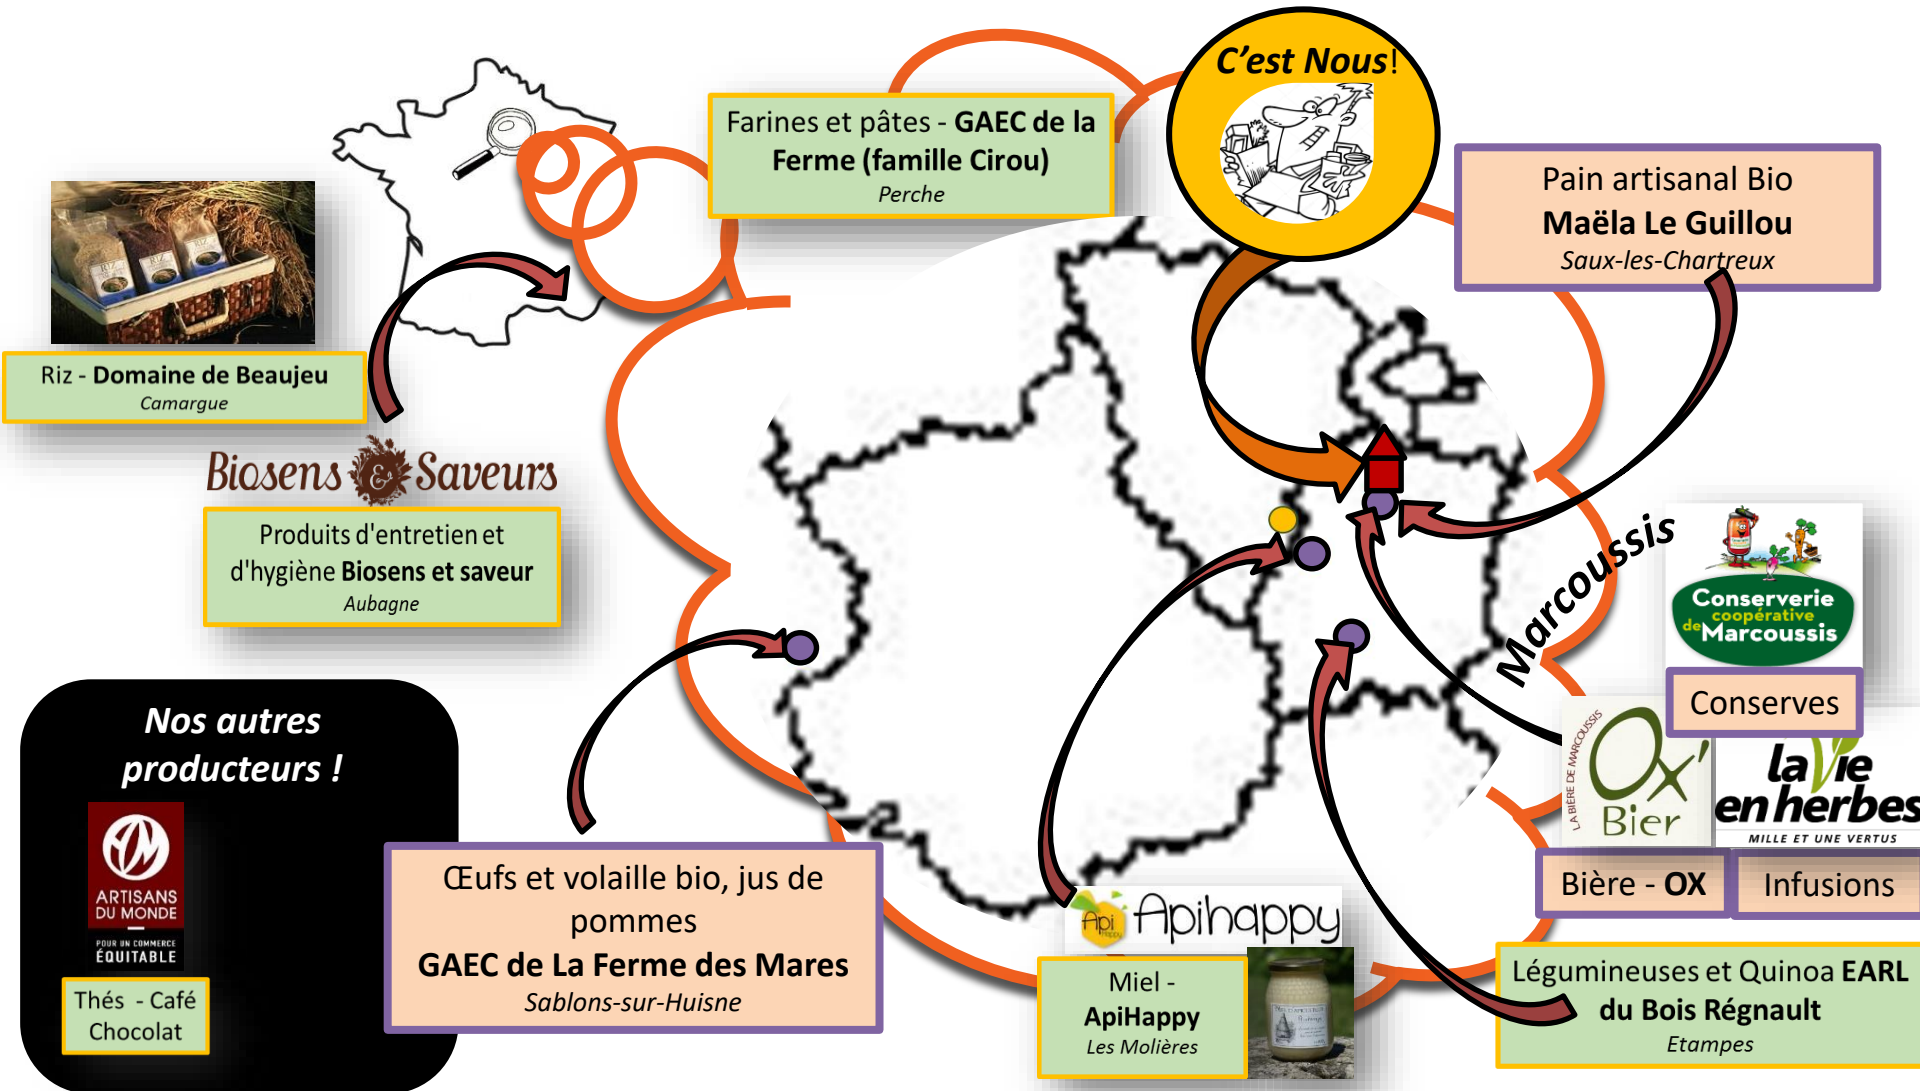 C'est Nous!
Farines et pâtes - GAEC de la
Ferme (famille Cirou)
Perche
Pain artisanal Bio
Maëla Le Guillou
Saux-les-Chartreux
RIZ
RIZ
RIZ
Riz - Domaine de Beaujeu
Camargue
Biosens & Saveurs
Produits d'entretien et
d'hygiène Biosens et saveur
Aubagne
Marcoussis
Conserverie
coopérative
de Marcoussis
Conserves
Nos autres
producteurs !
ARTISANS
DU MONDE
POUR UN COMMERCE
ÉQUITABLE
Thés - Café
Chocolat
Œufs et volaille bio, jus de
pommes
GAEC de La Ferme des Mares
Sablons-sur-Huisne
Api
Happy
Apihappy
Miel -
ApiHappy
Les Molières
LA BIÈRE DE MARCOUSSIS
OX'
Bier
la Vie
en herbes
MILLE ET UNE VERTUS
Bière - OX
Infusions
Légumineuses et Quinoa EARL
du Bois Régnault
Etampes